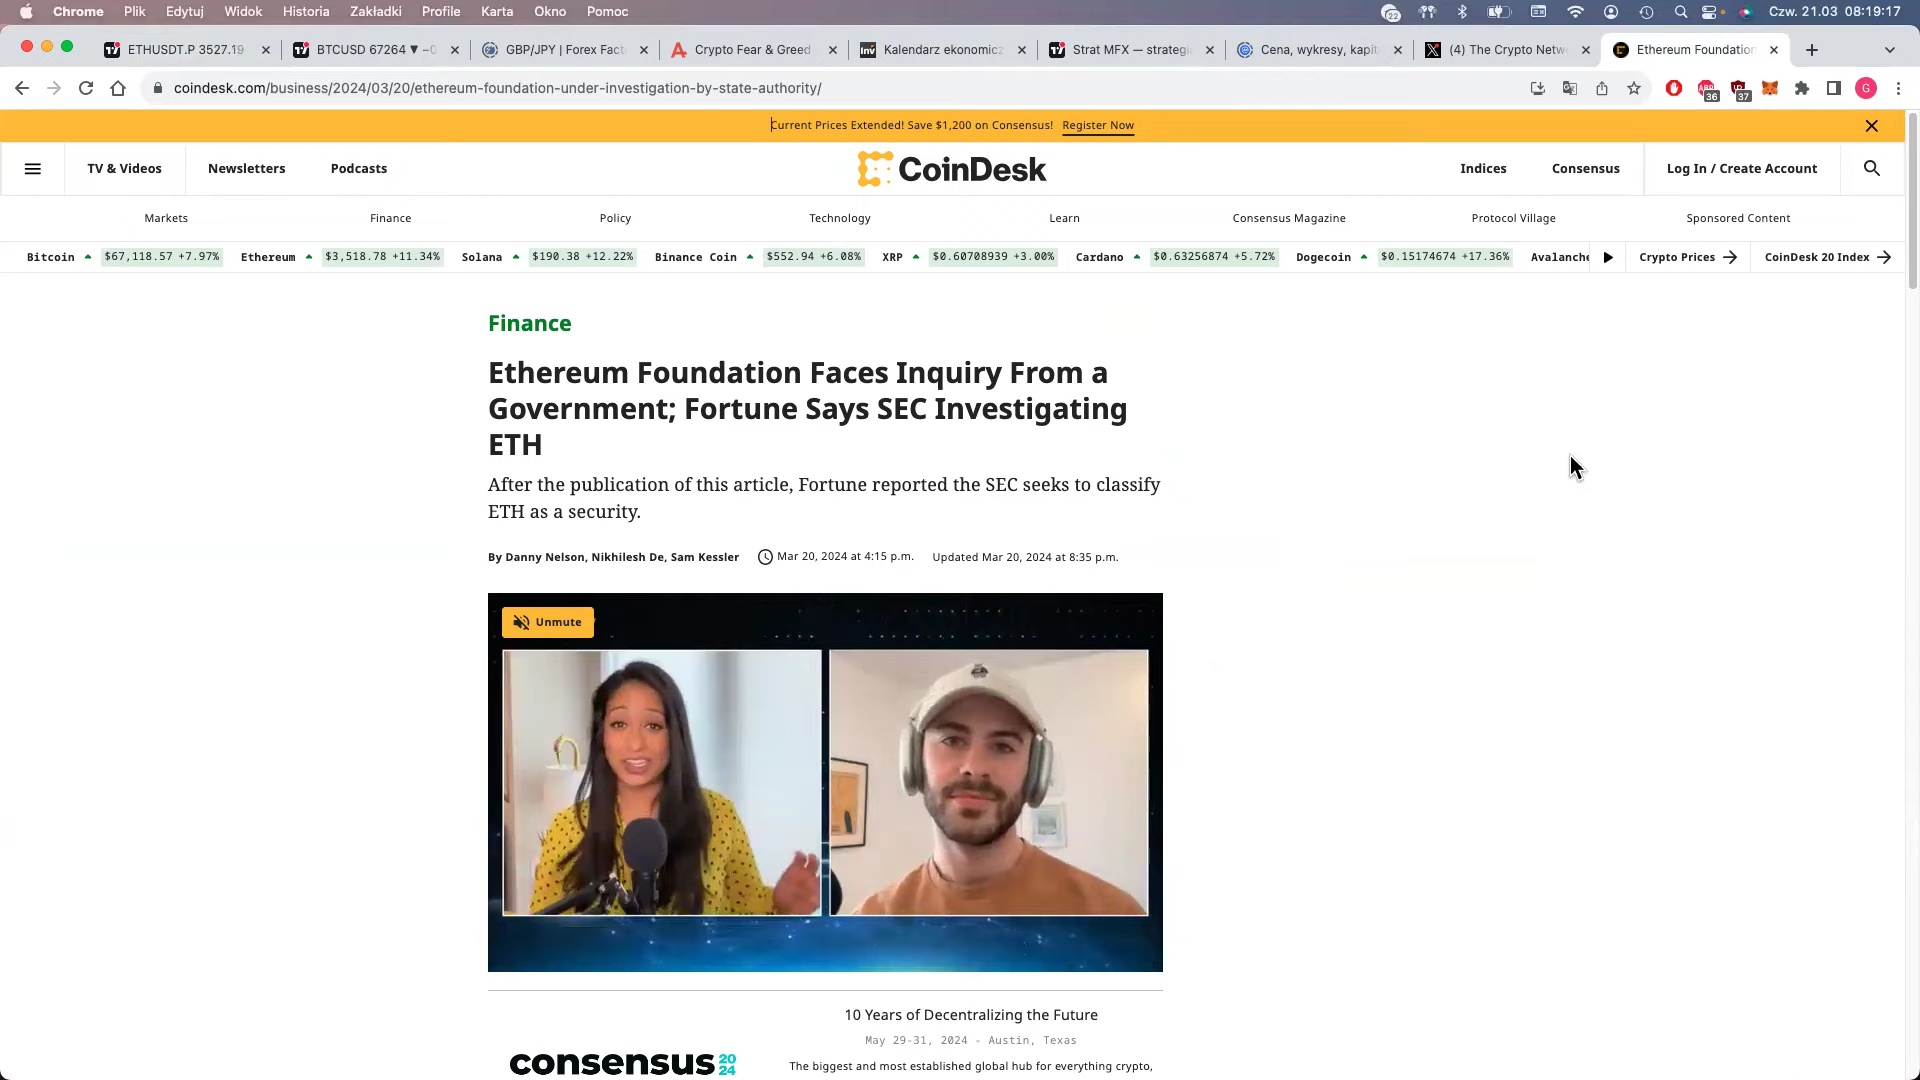 Chrome Plik Edytuj Widok Historia Zakładki Profile Karta Okno Pomoc 22 Czw. 21.03 08:19:17
ETHUSDT.P 3527.19 BTCUSD 67264 ▼ −0 GBP/JPY | Forex Fact Crypto Fear & Greed Inv Kalendarz ekonomicz Strat MFX — strategi Cena, wykresy, kapit (4) The Crypto Netw Ethereum Foundation
coindesk.com/business/2024/03/20/ethereum-foundation-under-investigation-by-state-authority/ ABP 36 37 G
Current Prices Extended! Save $1,200 on Consensus! Register Now
TV & Videos Newsletters Podcasts CoinDesk Indices Consensus Log In / Create Account
Markets Finance Policy Technology Learn Consensus Magazine Protocol Village Sponsored Content
Bitcoin $67,118.57 +7.97% Ethereum $3,518.78 +11.34% Solana $190.38 +12.22% Binance Coin $552.94 +6.08% XRP $0.60708939 +3.00% Cardano $0.63256874 +5.72% Dogecoin $0.15174674 +17.36% Avalanche Crypto Prices → CoinDesk 20 Index →
Finance
Ethereum Foundation Faces Inquiry From a
Government; Fortune Says SEC Investigating
ETH
After the publication of this article, Fortune reported the SEC seeks to classify
ETH as a security.
By Danny Nelson, Nikhilesh De, Sam Kessler Mar 20, 2024 at 4:15 p.m. Updated Mar 20, 2024 at 8:35 p.m.
Unmute
10 Years of Decentralizing the Future
May 29-31, 2024 - Austin, Texas
consensus 2024
The biggest and most established global hub for everything crypto,